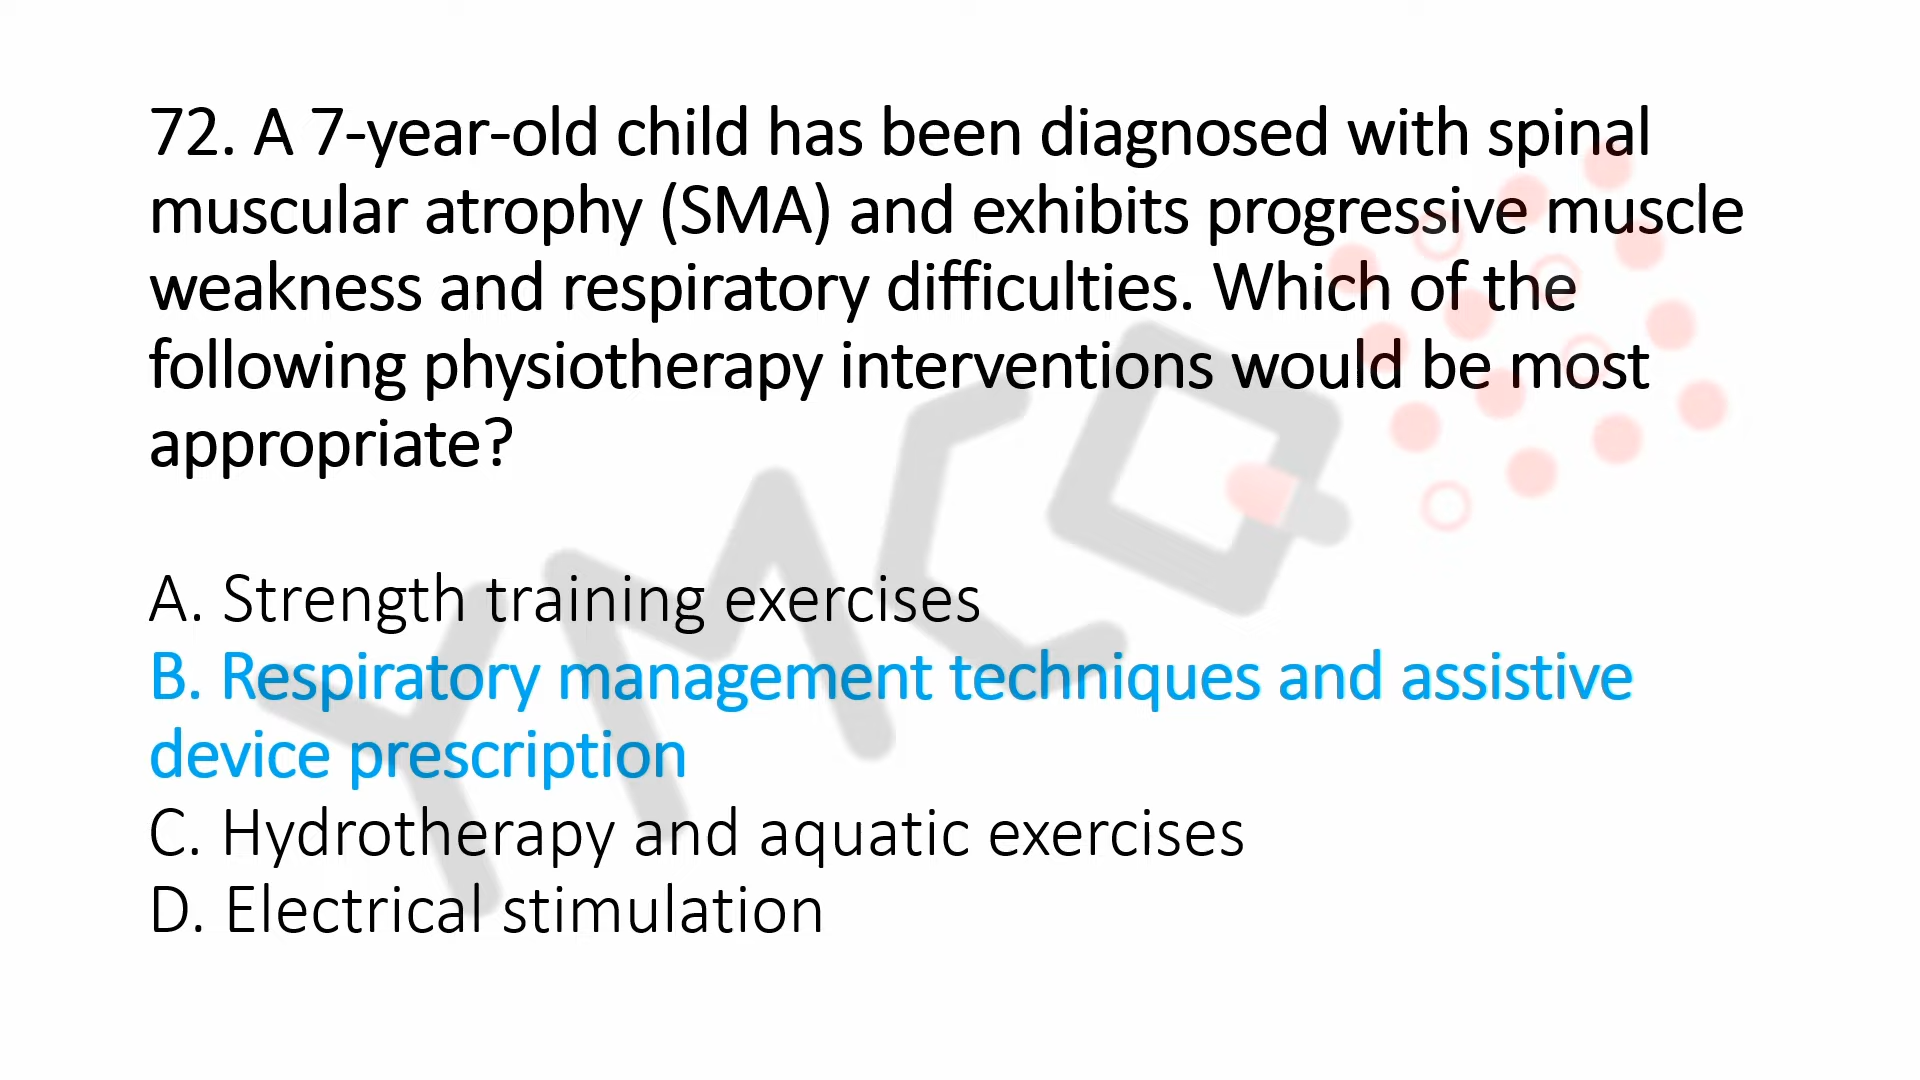 72. A 7-year-old child has been diagnosed with spinal
muscular atrophy (SMA) and exhibits progressive muscle
weakness and respiratory difficulties. Which of the
following physiotherapy interventions would be most
appropriate?
A. Strength training exercises
B. Respiratory management techniques and assistive
device prescription
C. Hydrotherapy and aquatic exercises
D. Electrical stimulation
YMCQ